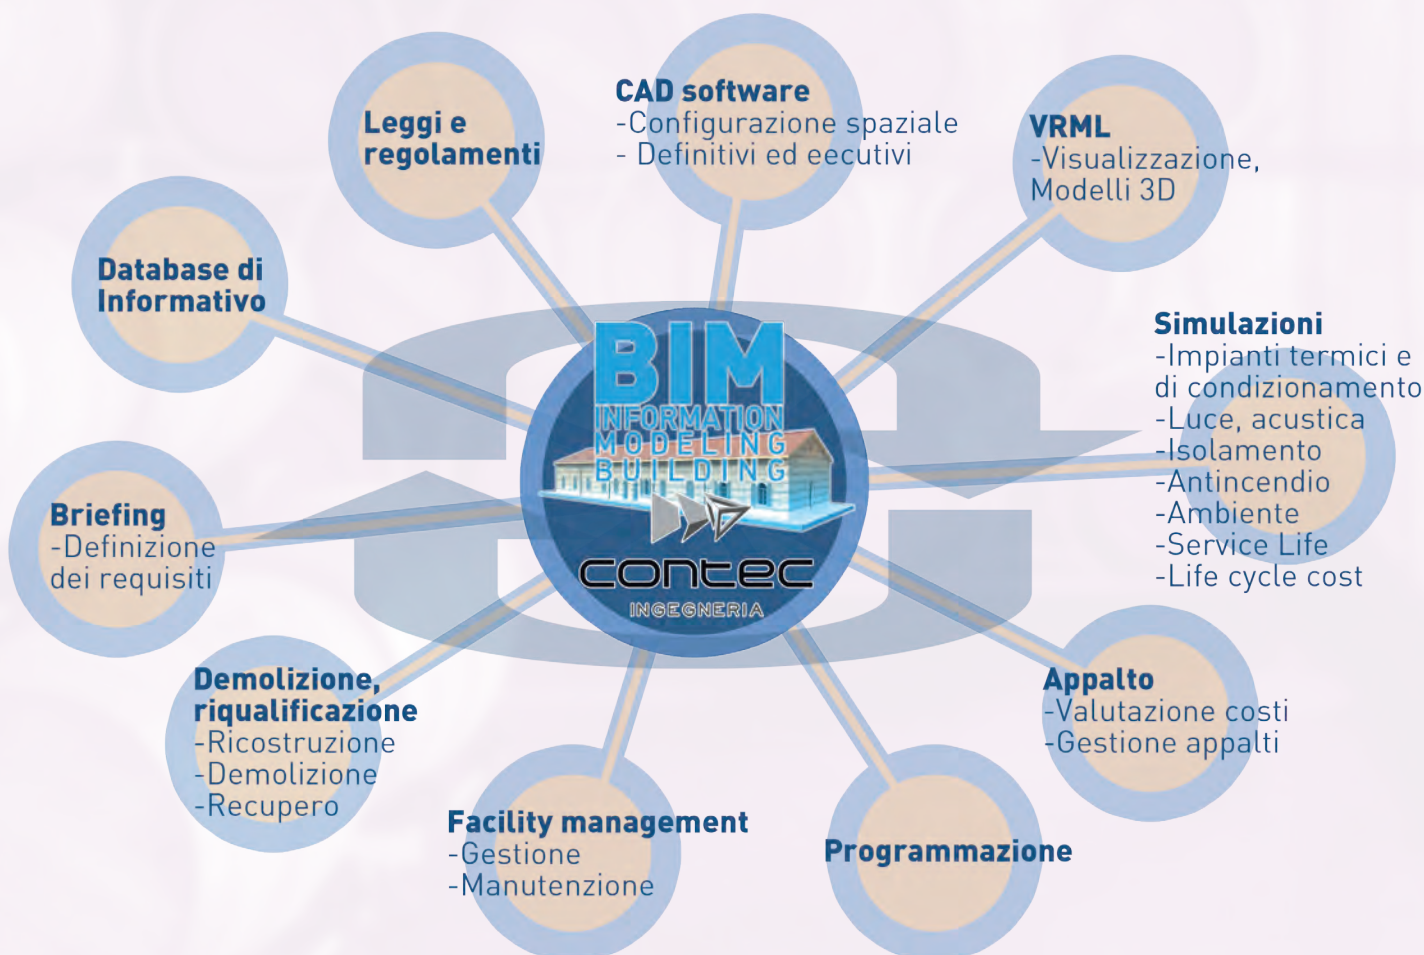 CAD software
-Configurazione spaziale
- Definitivi ed eecutivi
Leggi e
regolamenti
VRML
-Visualizzazione,
Modelli 3D
Database di
Informativo
Simulazioni
-Impianti termici e
di condizionamento
-Luce, acustica
-Isolamento
-Antincendio
-Ambiente
-Service Life
-Life cycle cost
BIM
INFORMATION
MODELING
BUILDING
contec
INGEGNERIA
Briefing
-Definizione
dei requisiti
Demolizione,
riqualificazione
-Ricostruzione
-Demolizione
-Recupero
Appalto
-Valutazione costi
-Gestione appalti
Facility management
-Gestione
-Manutenzione
Programmazione